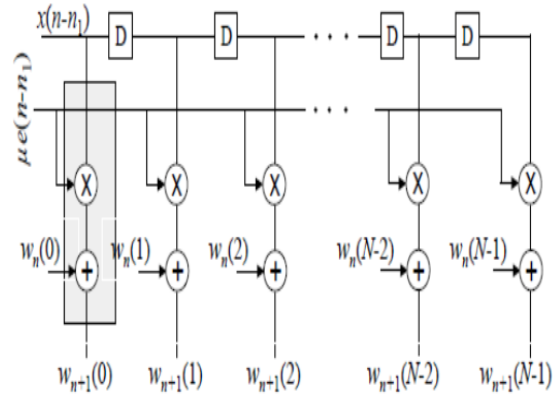 x(n-n₁)
D D · · · D D
μe(n-n₁)
· · ·
X X X X X
wₙ(0) wₙ(1) wₙ(2) wₙ(N-2) wₙ(N-1)
+ + + + +
wₙ₊₁(0) wₙ₊₁(1) wₙ₊₁(2) wₙ₊₁(N-2) wₙ₊₁(N-1)